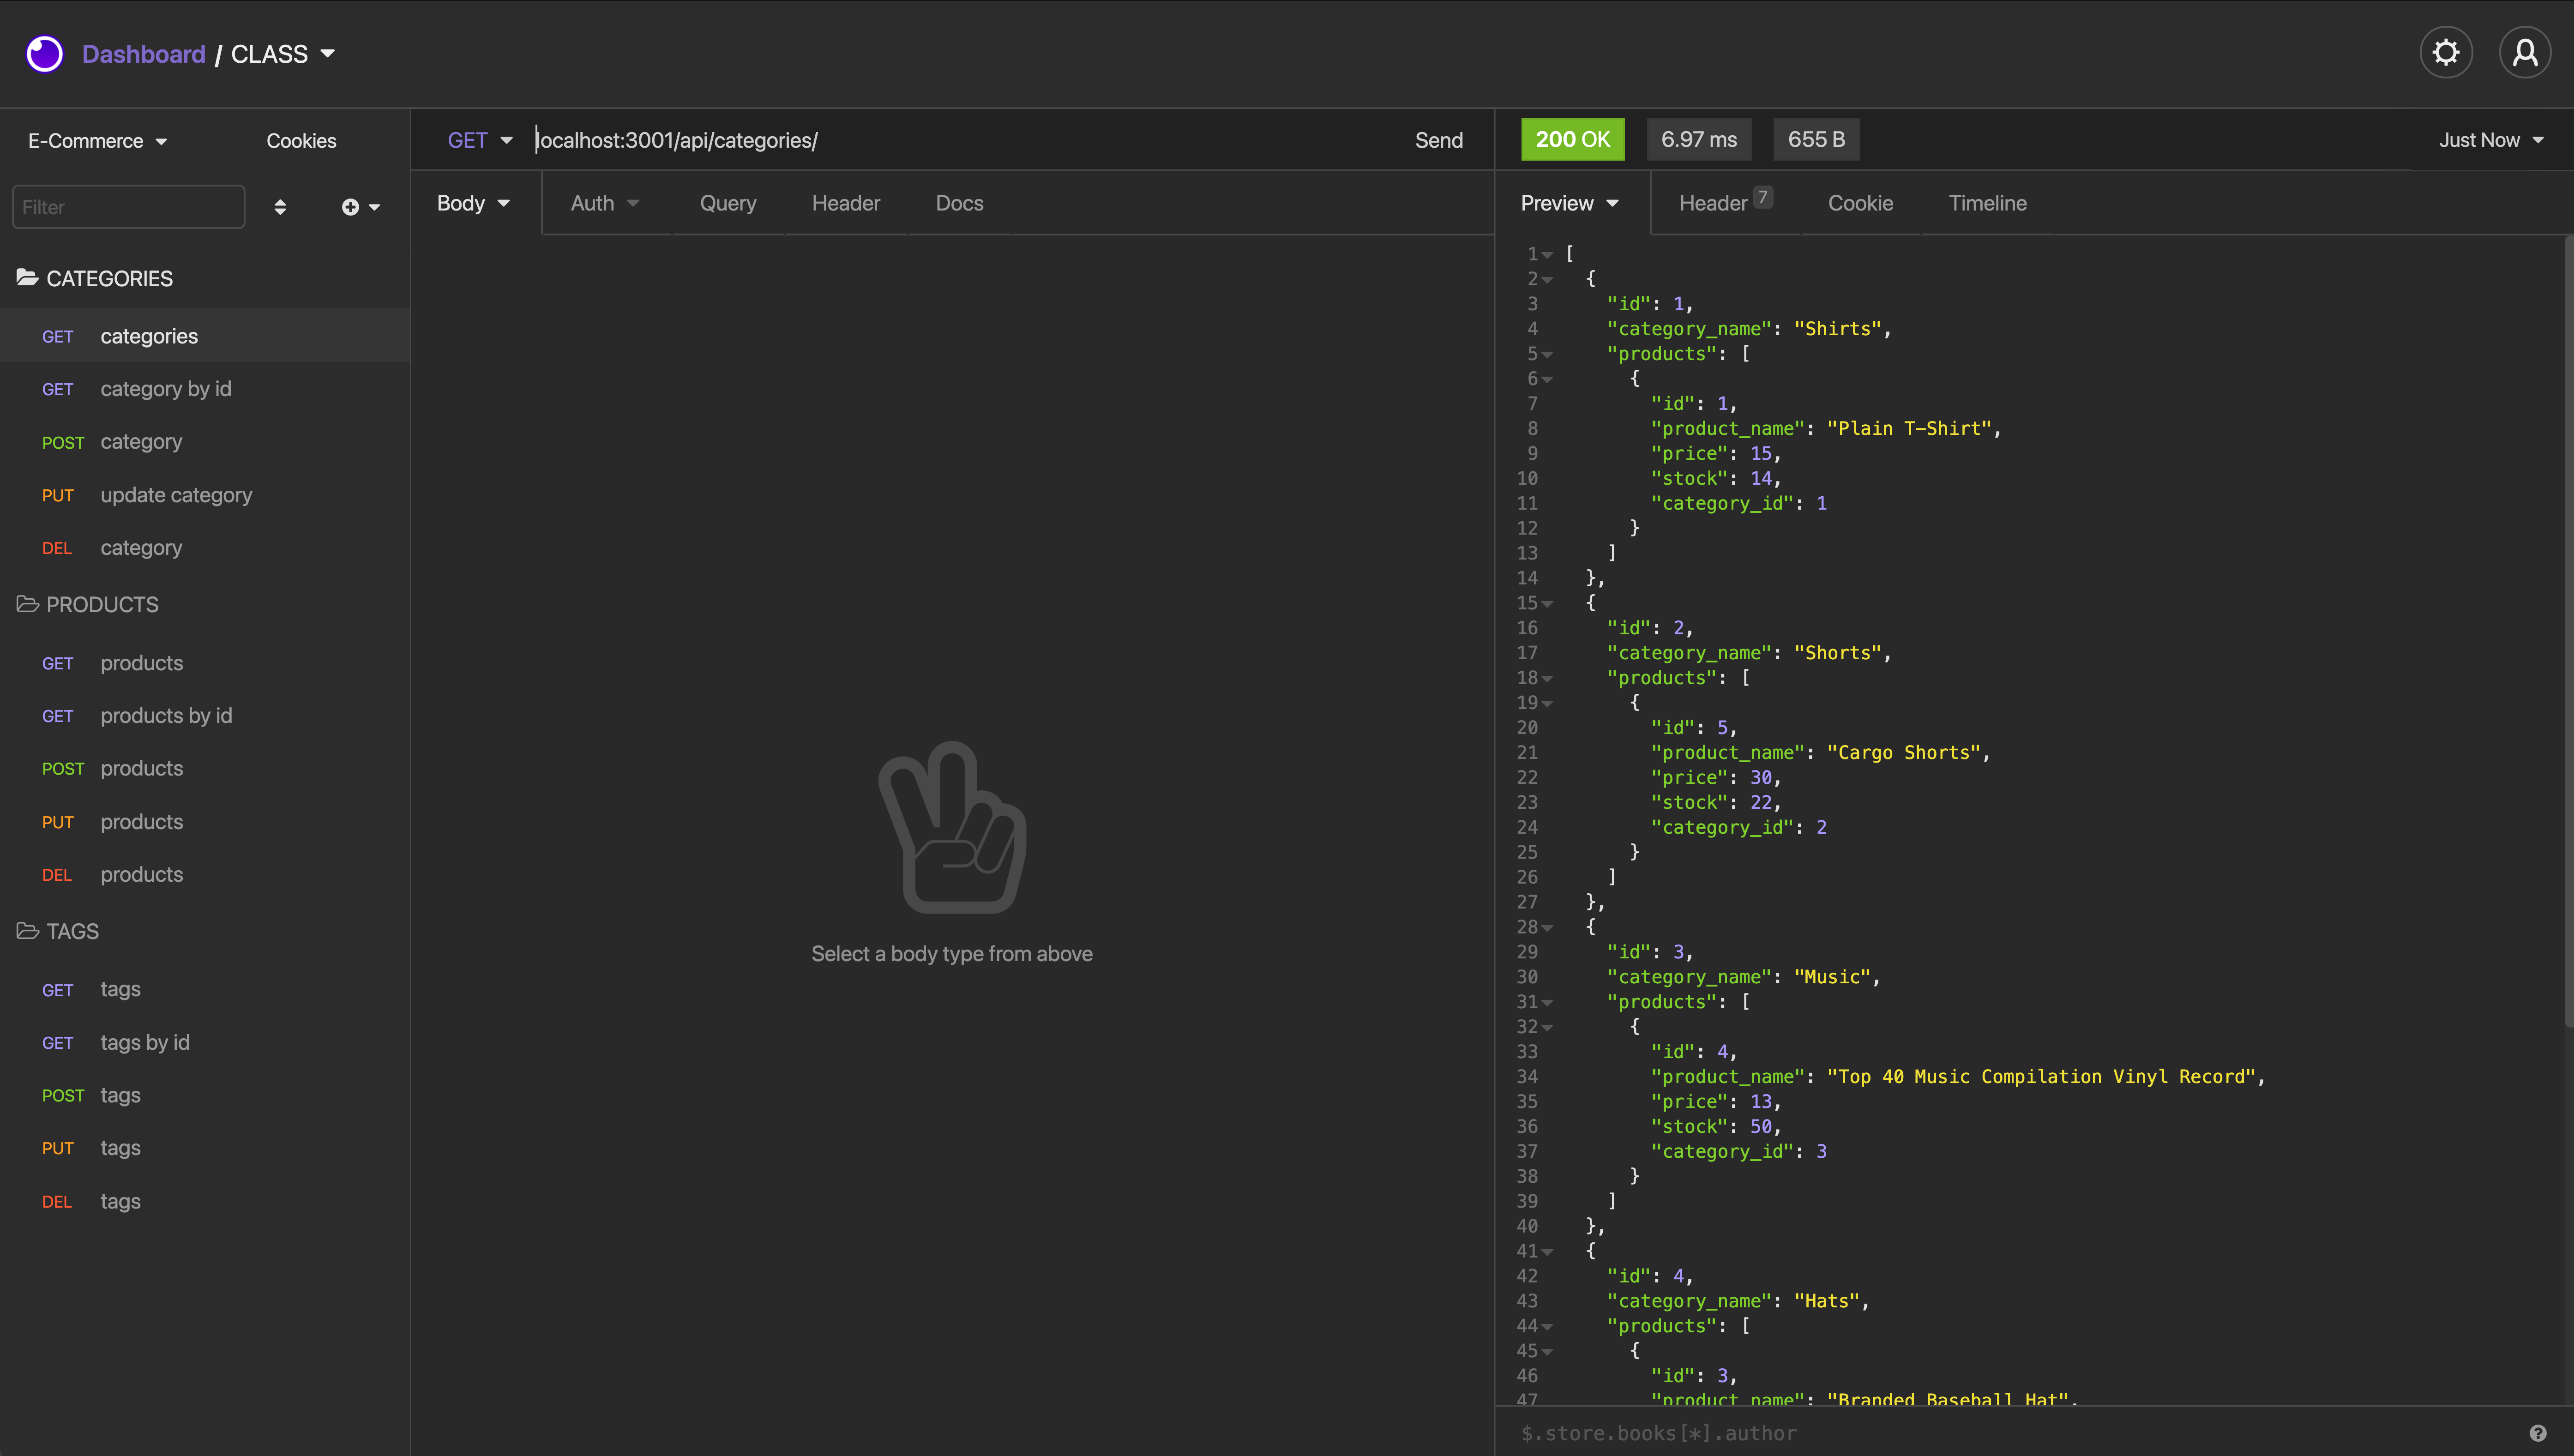 Dashboard / CLASS
E-Commerce
Cookies
Filter
CATEGORIES
GET categories
GET category by id
POST category
PUT update category
DEL category
PRODUCTS
GET products
GET products by id
POST products
PUT products
DEL products
TAGS
GET tags
GET tags by id
POST tags
PUT tags
DEL tags
GET localhost:3001/api/categories/ Send
Body Auth Query Header Docs
Select a body type from above
200 OK 6.97 ms 655 B Just Now
Preview Header 7 Cookie Timeline
1 [
2 {
3 "id": 1,
4 "category_name": "Shirts",
5 "products": [
6 {
7 "id": 1,
8 "product_name": "Plain T-Shirt",
9 "price": 15,
10 "stock": 14,
11 "category_id": 1
12 }
13 ]
14 },
15 {
16 "id": 2,
17 "category_name": "Shorts",
18 "products": [
19 {
20 "id": 5,
21 "product_name": "Cargo Shorts",
22 "price": 30,
23 "stock": 22,
24 "category_id": 2
25 }
26 ]
27 },
28 {
29 "id": 3,
30 "category_name": "Music",
31 "products": [
32 {
33 "id": 4,
34 "product_name": "Top 40 Music Compilation Vinyl Record",
35 "price": 13,
36 "stock": 50,
37 "category_id": 3
38 }
39 ]
40 },
41 {
42 "id": 4,
43 "category_name": "Hats",
44 "products": [
45 {
46 "id": 3,
47 "product_name": "Branded Baseball Hat",
$.store.books[*].author